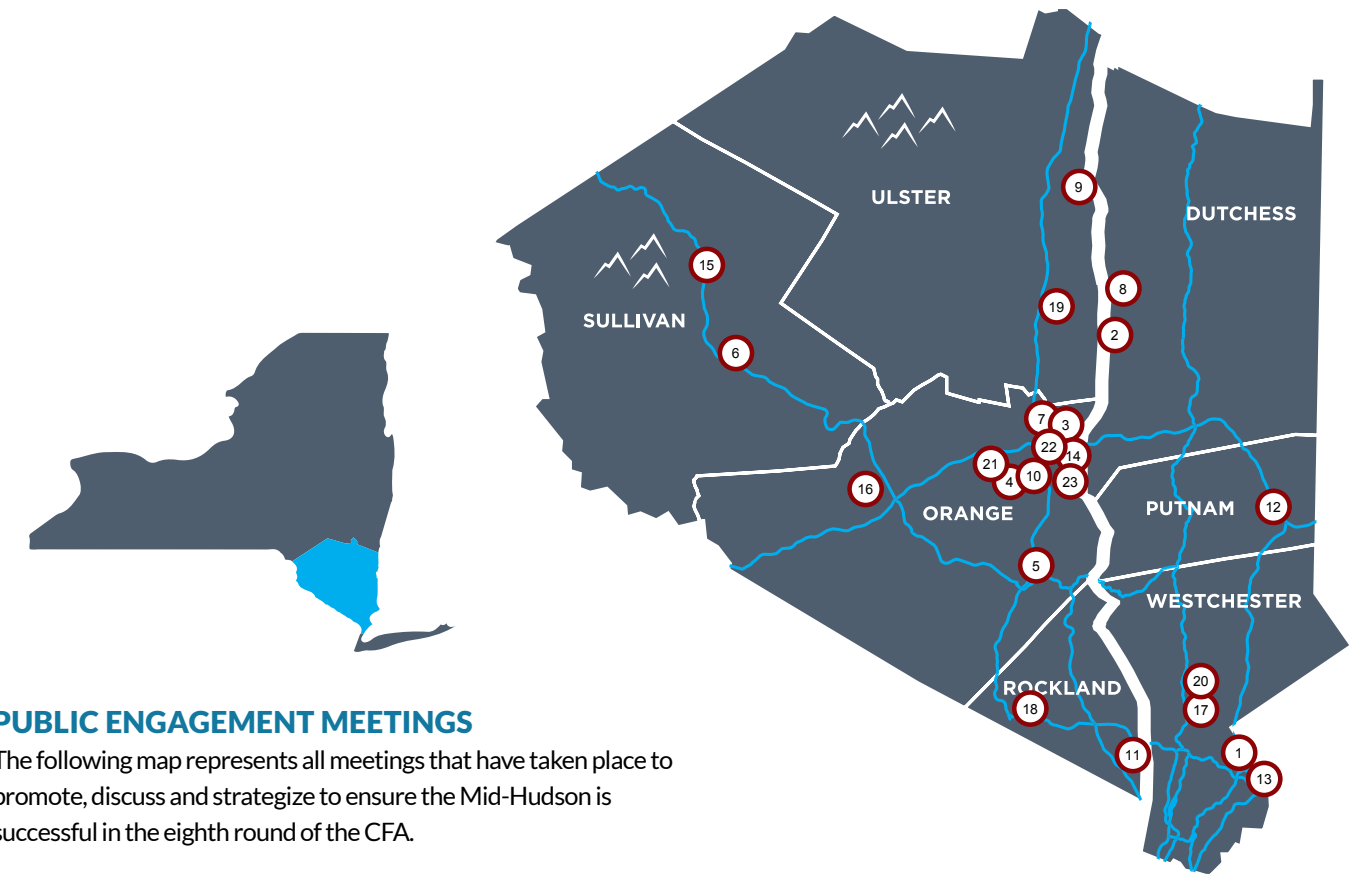 ULSTER
9
DUTCHESS
15
8
19
SULLIVAN
2
6
7
3
22
14
21
10
4
23
16
ORANGE
PUTNAM
12
5
WESTCHESTER
20
ROCKLAND
18
17
11
1
13
PUBLIC ENGAGEMENT MEETINGS
The following map represents all meetings that have taken place to
promote, discuss and strategize to ensure the Mid-Hudson is
successful in the eighth round of the CFA.